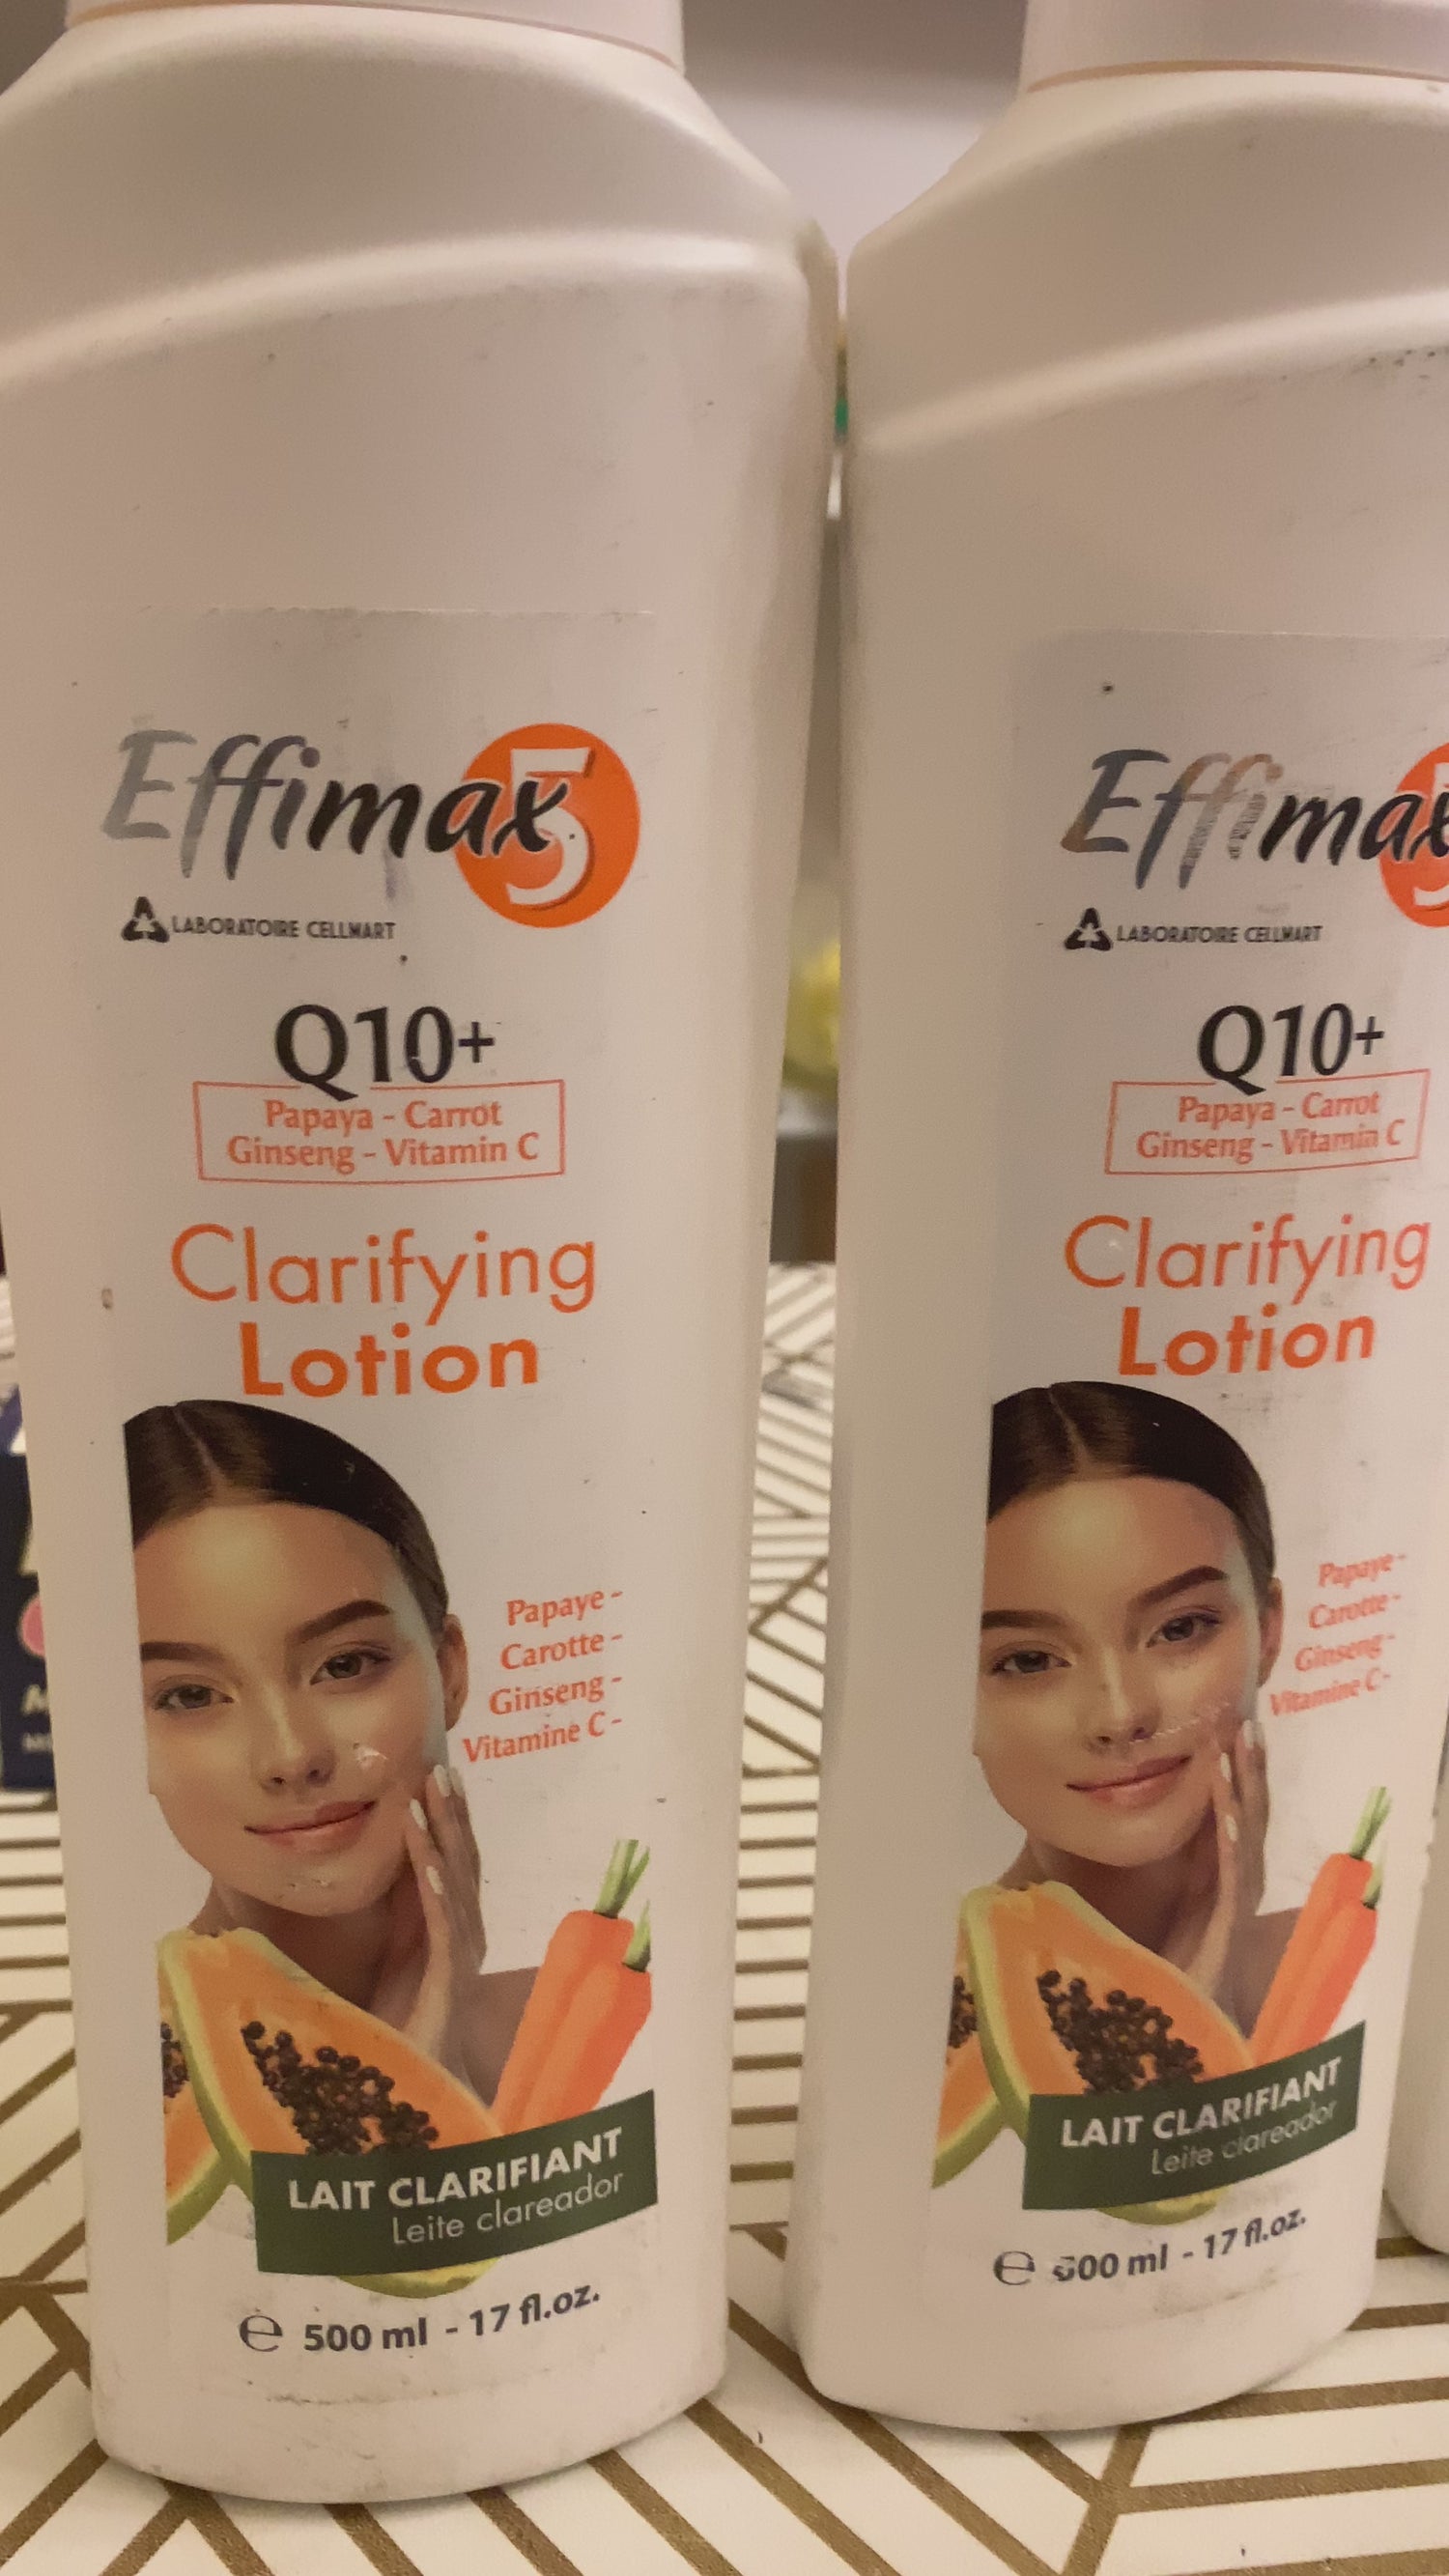 Effimax 5
LABORATOIRE CELLMART
Q10+
Papaya - Carrot
Ginseng - Vitamin C
Clarifying
Lotion
Papaye -
Carotte -
Ginseng -
Vitamine C -
LAIT CLARIFIANT
Leite clareador
e 500 ml - 17 fl.oz.
Effimax 5
LABORATOIRE CELLMART
Q10+
Papaya - Carrot
Ginseng - Vitamin C
Clarifying
Lotion
Papaye -
Carotte -
Ginseng -
Vitamine C -
LAIT CLARIFIANT
Leite clareador
e 500 ml - 17 fl.oz.